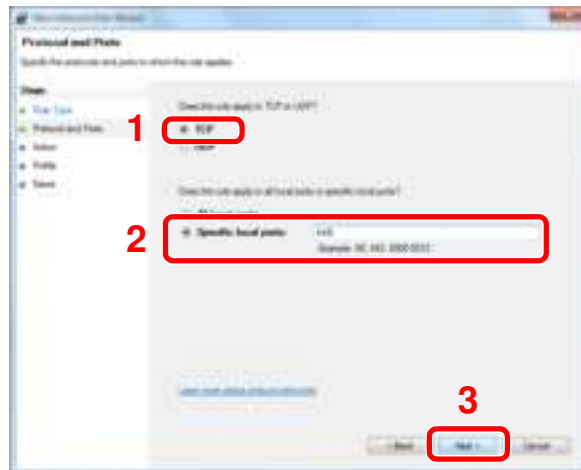 Protocol and Ports
Specify the protocols and ports to which this rule applies.
Steps
Rule Type
Protocol and Ports
Action
Profile
Name
Does this rule apply to TCP or UDP?
1
TCP
UDP
Does this rule apply to all local ports or specific local ports?
2
Specific local ports:
Example: 80, 443, 5000-5010
3
< Back
Next >
Cancel